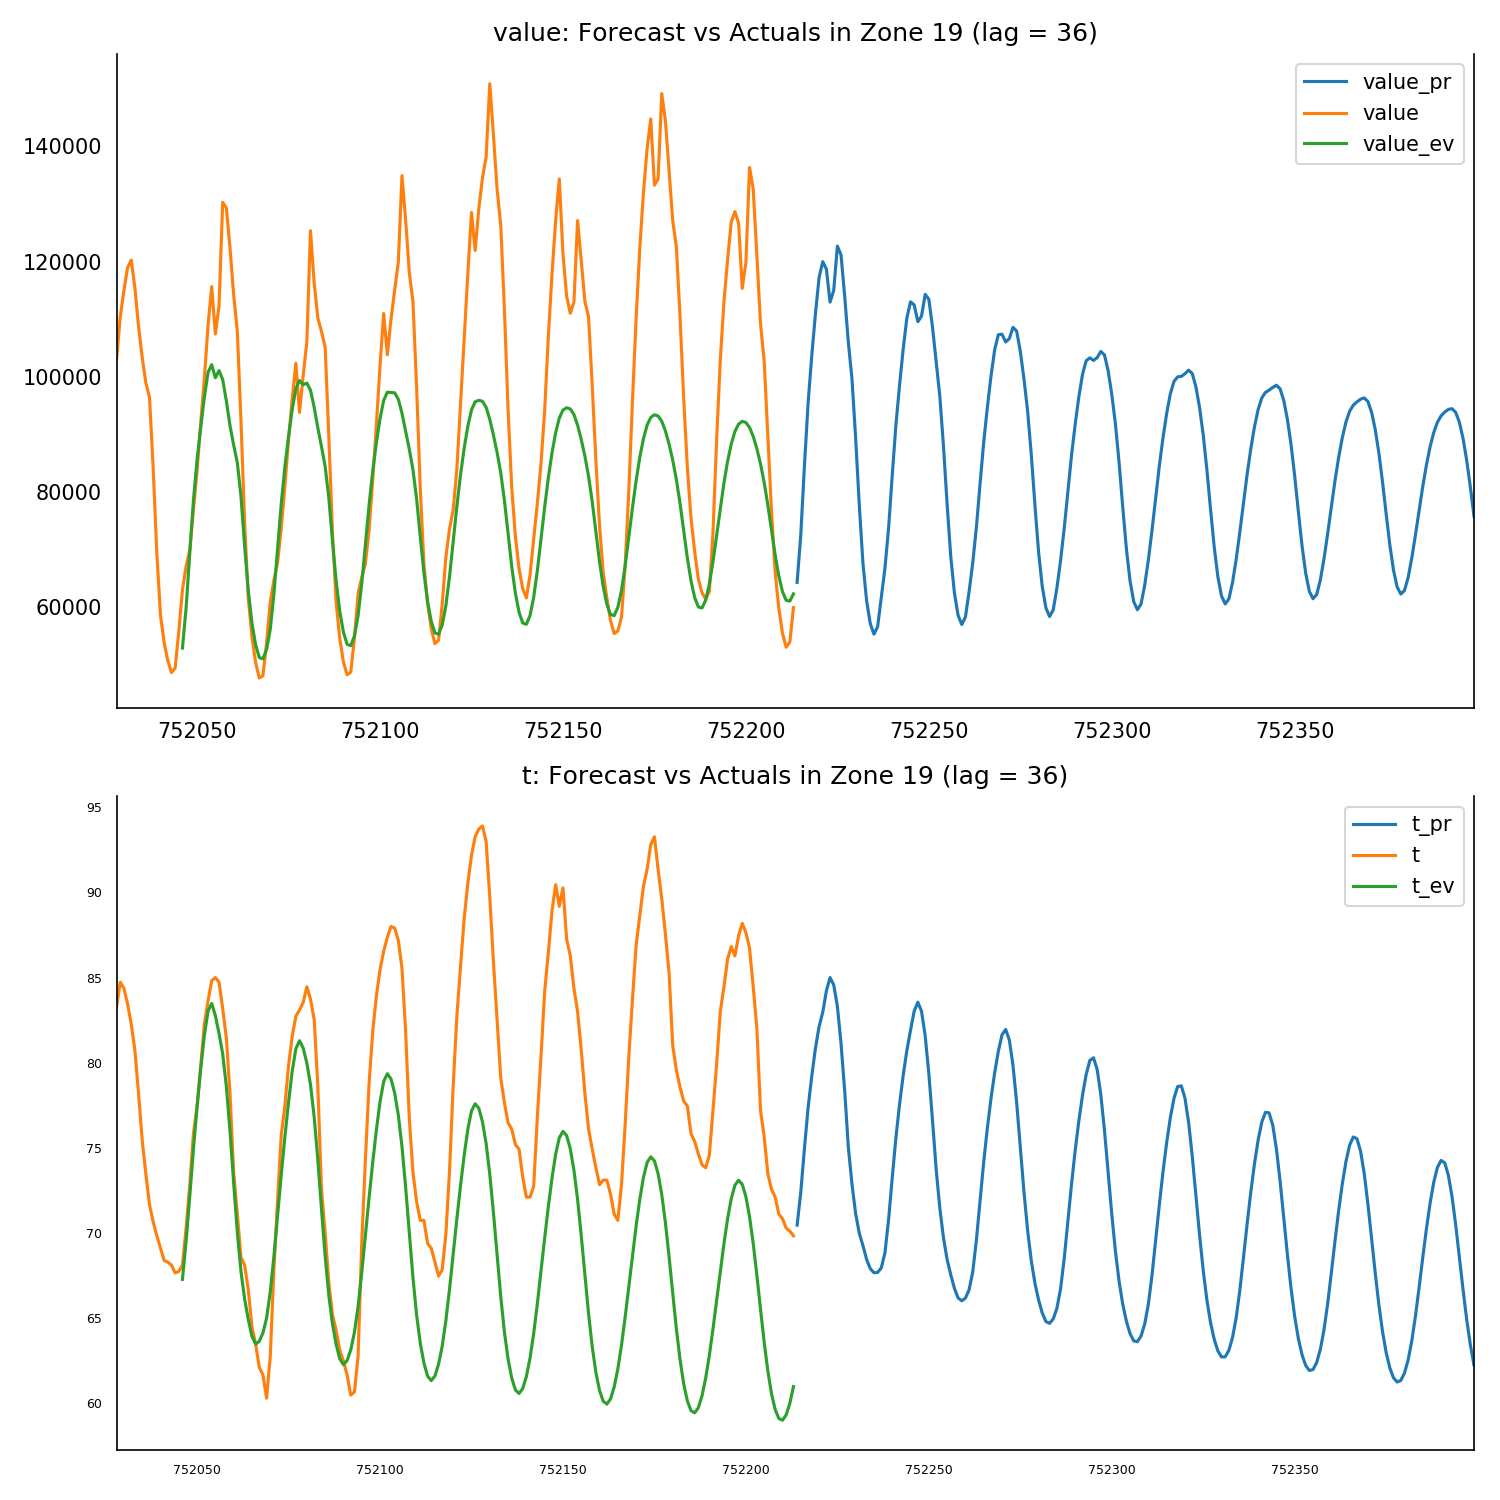 value: Forecast vs Actuals in Zone 19 (lag = 36)
value_pr
value
value_ev
140000
120000
100000
80000
60000
752050 752100 752150 752200 752250 752300 752350
t: Forecast vs Actuals in Zone 19 (lag = 36)
t_pr
t
t_ev
95
90
85
80
75
70
65
60
752050 752100 752150 752200 752250 752300 752350